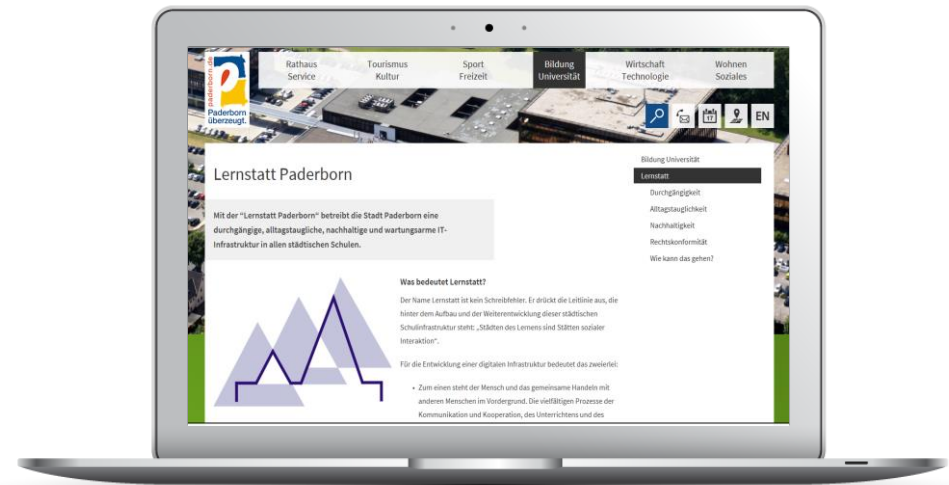 paderborn.de
Paderborn
überzeugt.
Rathaus
Service
Tourismus
Kultur
Sport
Freizeit
Bildung
Universität
Wirtschaft
Technologie
Wohnen
Soziales
17
EN
Lernstatt Paderborn
Mit der “Lernstatt Paderborn” betreibt die Stadt Paderborn eine
durchgängige, alltagstaugliche, nachhaltige und wartungsarme IT-
Infrastruktur in allen städtischen Schulen.
Was bedeutet Lernstatt?
Der Name Lernstatt ist kein Schreibfehler. Er drückt die Leitlinie aus, die
hinter dem Aufbau und der Weiterentwicklung dieser städtischen
Schulinfrastruktur steht: „Städten des Lernens sind Stätten sozialer
Interaktion“.
Für die Entwicklung einer digitalen Infrastruktur bedeutet das zweierlei:
• Zum einen steht der Mensch und das gemeinsame Handeln mit
anderen Menschen im Vordergrund. Die vielfältigen Prozesse der
Kommunikation und Kooperation, des Unterrichtens und des
Bildung Universität
Lernstatt
Durchgängigkeit
Alltagstauglichkeit
Nachhaltigkeit
Rechtskonformität
Wie kann das gehen?